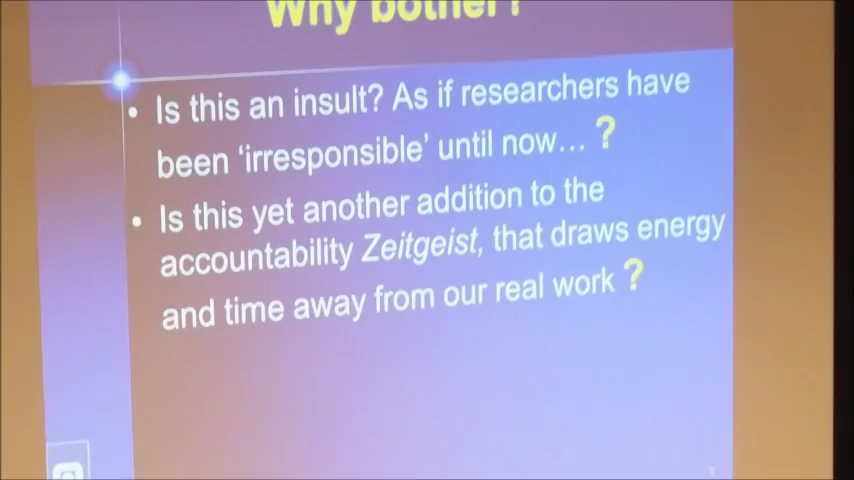 Why bother?
• Is this an insult? As if researchers have
been ‘irresponsible’ until now… ?
• Is this yet another addition to the
accountability Zeitgeist, that draws energy
and time away from our real work ?